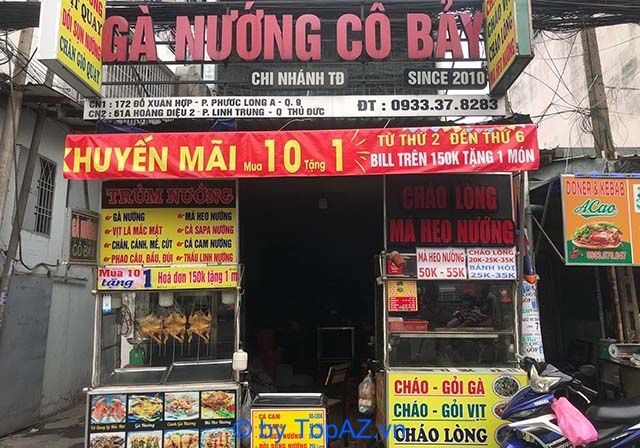 GÀ NƯỚNG CÔ BẢY
CHI NHÁNH TĐ
SINCE 2010
CN1 : 172 ĐỖ XUÂN HỢP - P. PHƯỚC LONG A - Q. 9
CN2 : 61A HOÀNG DIỆU 2 P. LINH TRUNG - Q THỦ ĐỨC
ĐT : 0933.37.8283
KHUYẾN MÃI Mua 10 Tặng 1
TỪ THỨ 2 ĐẾN THỨ 6
BILL TRÊN 150K TẶNG 1 MÓN
TRÙM NƯỚNG
GÀ NƯỚNG
VỊT LÁ MẮC MẬT
CHÂN, CÁNH, MỀ, CÚT
PHAO CÂU, BẦU, ĐÙI
MÁ HEO NƯỚNG
CÁ SAPA NƯỚNG
CÁ CAM NƯỚNG
Mua 10 tặng 1
Hoá đơn 150k tặng 1 m
CHÁO LÒNG
MÁ HEO NƯỚNG
MÁ HEO NƯỚNG
50K - 55K
CHÁO LÒNG
20K-25K-35K
BÁNH HỎI
25K-35K
DONER & KEBAB
ACao
CHÁO - GỎI GÀ
CHÁO - GỎI VỊT
CHÁO LÒNG
CÁ CAM
© by TopAZ.vn